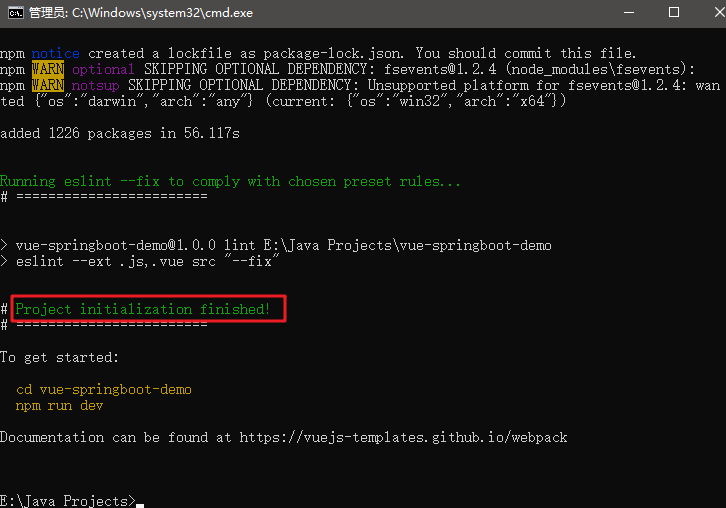 管理员: C:\Windows\system32\cmd.exe
npm notice created a lockfile as package-lock.json. You should commit this file.
npm WARN optional SKIPPING OPTIONAL DEPENDENCY: fsevents@1.2.4 (node_modules\fsevents):
npm WARN notsup SKIPPING OPTIONAL DEPENDENCY: Unsupported platform for fsevents@1.2.4: wan
ted {"os":"darwin","arch":"any"} (current: {"os":"win32","arch":"x64"})
added 1226 packages in 56.117s
Running eslint --fix to comply with chosen preset rules...
# ========================
> vue-springboot-demo@1.0.0 lint E:\Java Projects\vue-springboot-demo
> eslint --ext .js,.vue src "--fix"
# Project initialization finished!
# ========================
To get started:
cd vue-springboot-demo
npm run dev
Documentation can be found at https://vuejs-templates.github.io/webpack
E:\Java Projects>